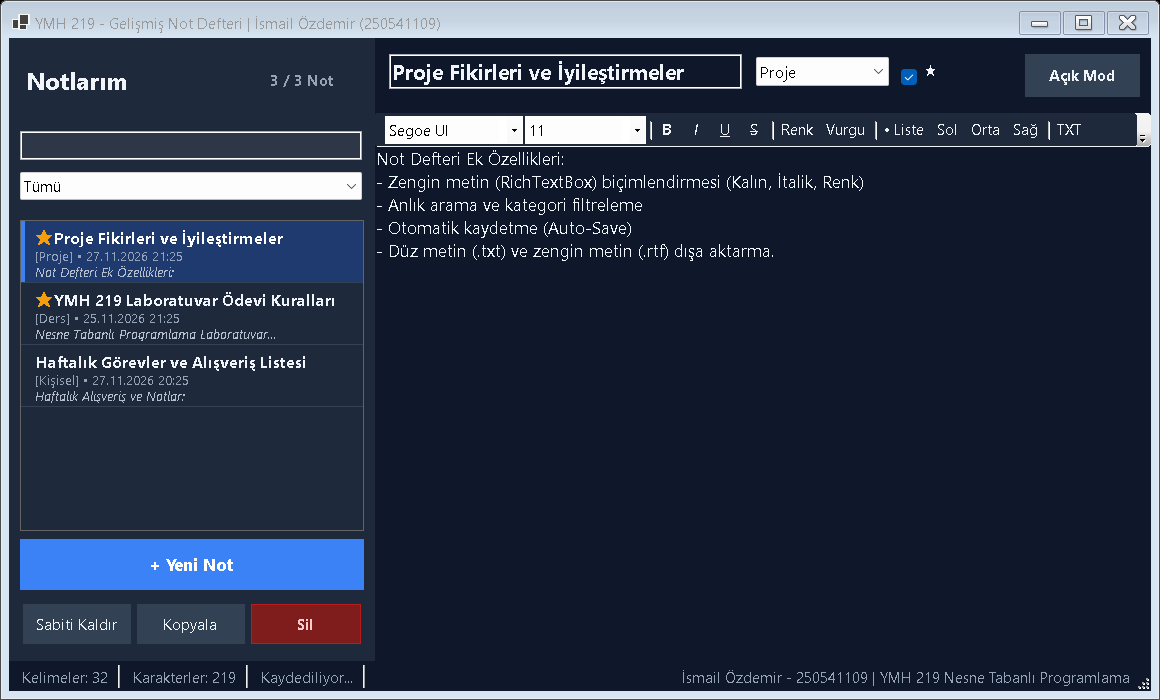 YMH 219 - Gelişmiş Not Defteri | İsmail Özdemir (250541109)
Notlarım
3 / 3 Not
Tümü
Proje Fikirleri ve İyileştirmeler
[Proje] • 27.11.2026 21:25
Not Defteri Ek Özellikleri:
YMH 219 Laboratuvar Ödevi Kuralları
[Ders] • 25.11.2026 21:25
Nesne Tabanlı Programlama Laboratuvar...
Haftalık Görevler ve Alışveriş Listesi
[Kişisel] • 27.11.2026 20:25
Haftalık Alışveriş ve Notlar:
+ Yeni Not
Sabiti Kaldır Kopyala Sil
Proje Fikirleri ve İyileştirmeler Proje ★ Açık Mod
Segoe UI 11 B I U S Renk Vurgu • Liste Sol Orta Sağ TXT
Not Defteri Ek Özellikleri:
- Zengin metin (RichTextBox) biçimlendirmesi (Kalın, İtalik, Renk)
- Anlık arama ve kategori filtreleme
- Otomatik kaydetme (Auto-Save)
- Düz metin (.txt) ve zengin metin (.rtf) dışa aktarma.
Kelimeler: 32 Karakterler: 219 Kaydediliyor... İsmail Özdemir - 250541109 | YMH 219 Nesne Tabanlı Programlama